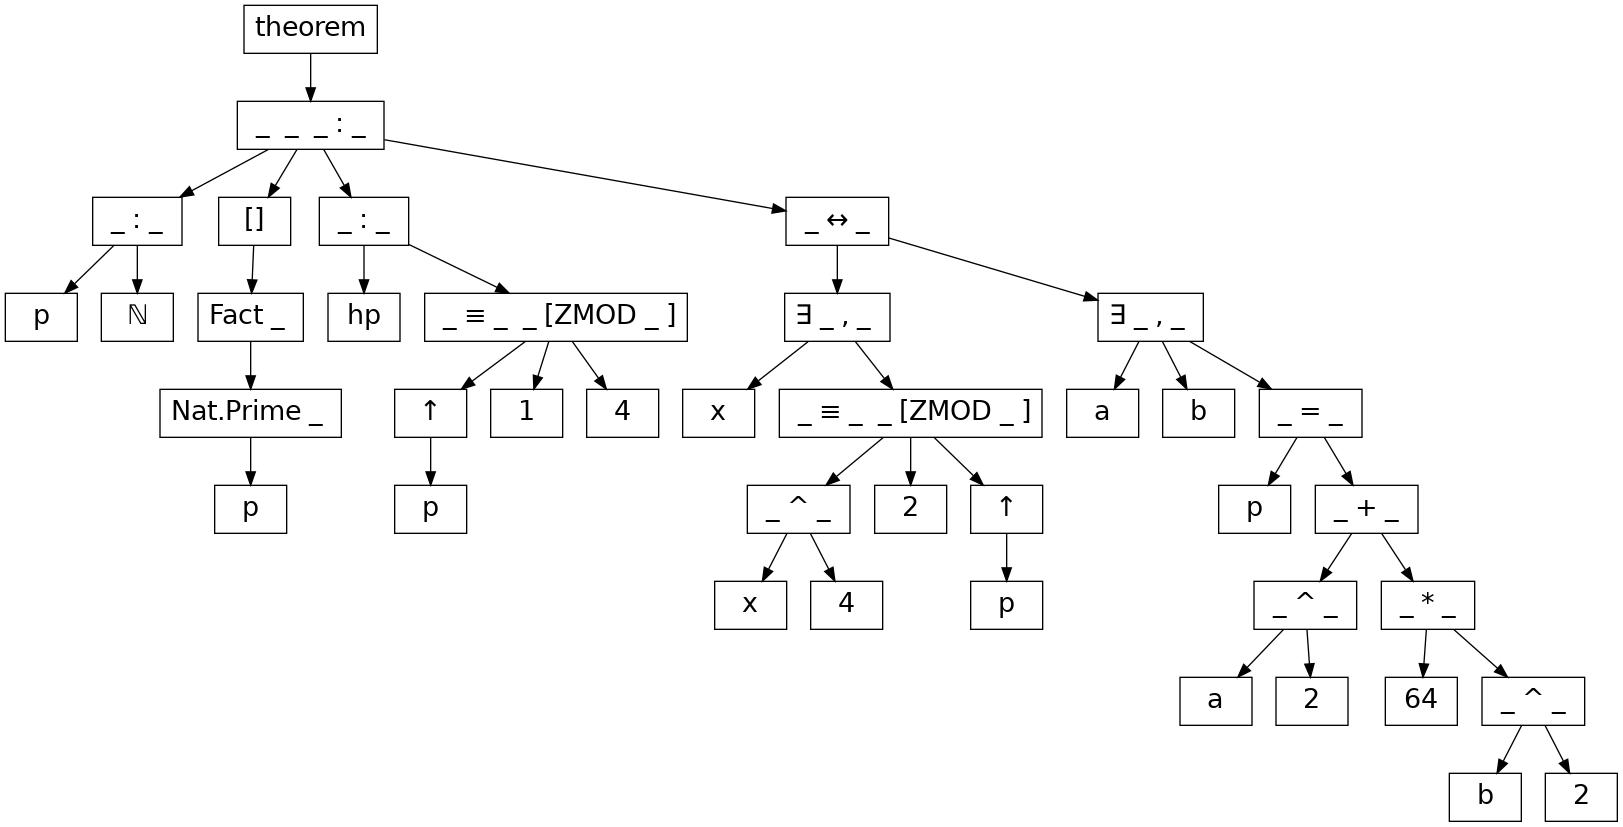 theorem
_ _ _ : _
_ : _ [] _ : _ _ ↔ _
p ℕ Fact _ hp _ ≡ _ _ [ZMOD _ ] ∃ _ , _ ∃ _ , _
Nat.Prime _ ↑ 1 4 x _ ≡ _ _ [ZMOD _ ] a b _ = _
p p _ ^ _ 2 ↑ p _ + _
x 4 p _ ^ _ _ * _
a 2 64 _ ^ _
b 2